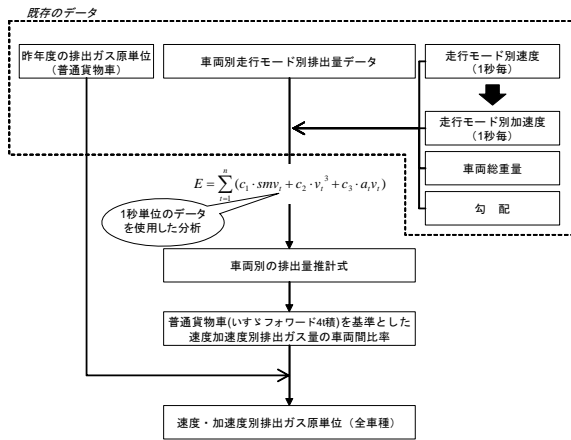 既存のデータ
昨年度の排出ガス原単位
(普通貨物車)
車両別走行モード別排出量データ
走行モード別速度
(1秒毎)
走行モード別加速度
(1秒毎)
車両総重量
勾 配
E = \sum_{t=1}^{n} (c_1 \cdot smv_t + c_2 \cdot v_t^3 + c_3 \cdot a_t v_t)
1秒単位のデータ
を使用した分析
車両別の排出量推計式
普通貨物車(いすゞフォワード4t積)を基準とした
速度加速度別排出ガス量の車両間比率
速度・加速度別排出ガス原単位(全車種)